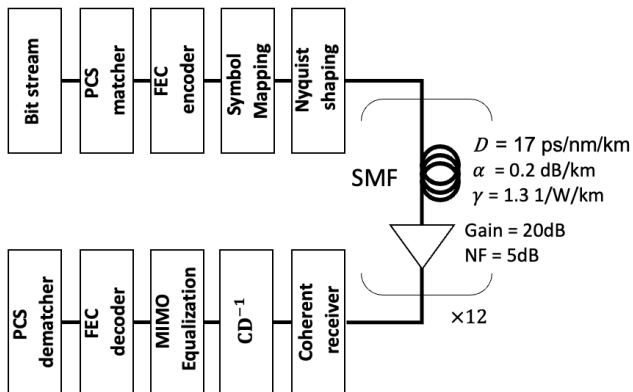 Bit stream
PCS
matcher
FEC
encoder
Symbol
Mapping
Nyquist
shaping
SMF
D = 17 ps/nm/km
α = 0.2 dB/km
γ = 1.3 1/W/km
Gain = 20dB
NF = 5dB
×12
PCS
dematcher
FEC
decoder
MIMO
Equalization
CD⁻¹
Coherent
receiver